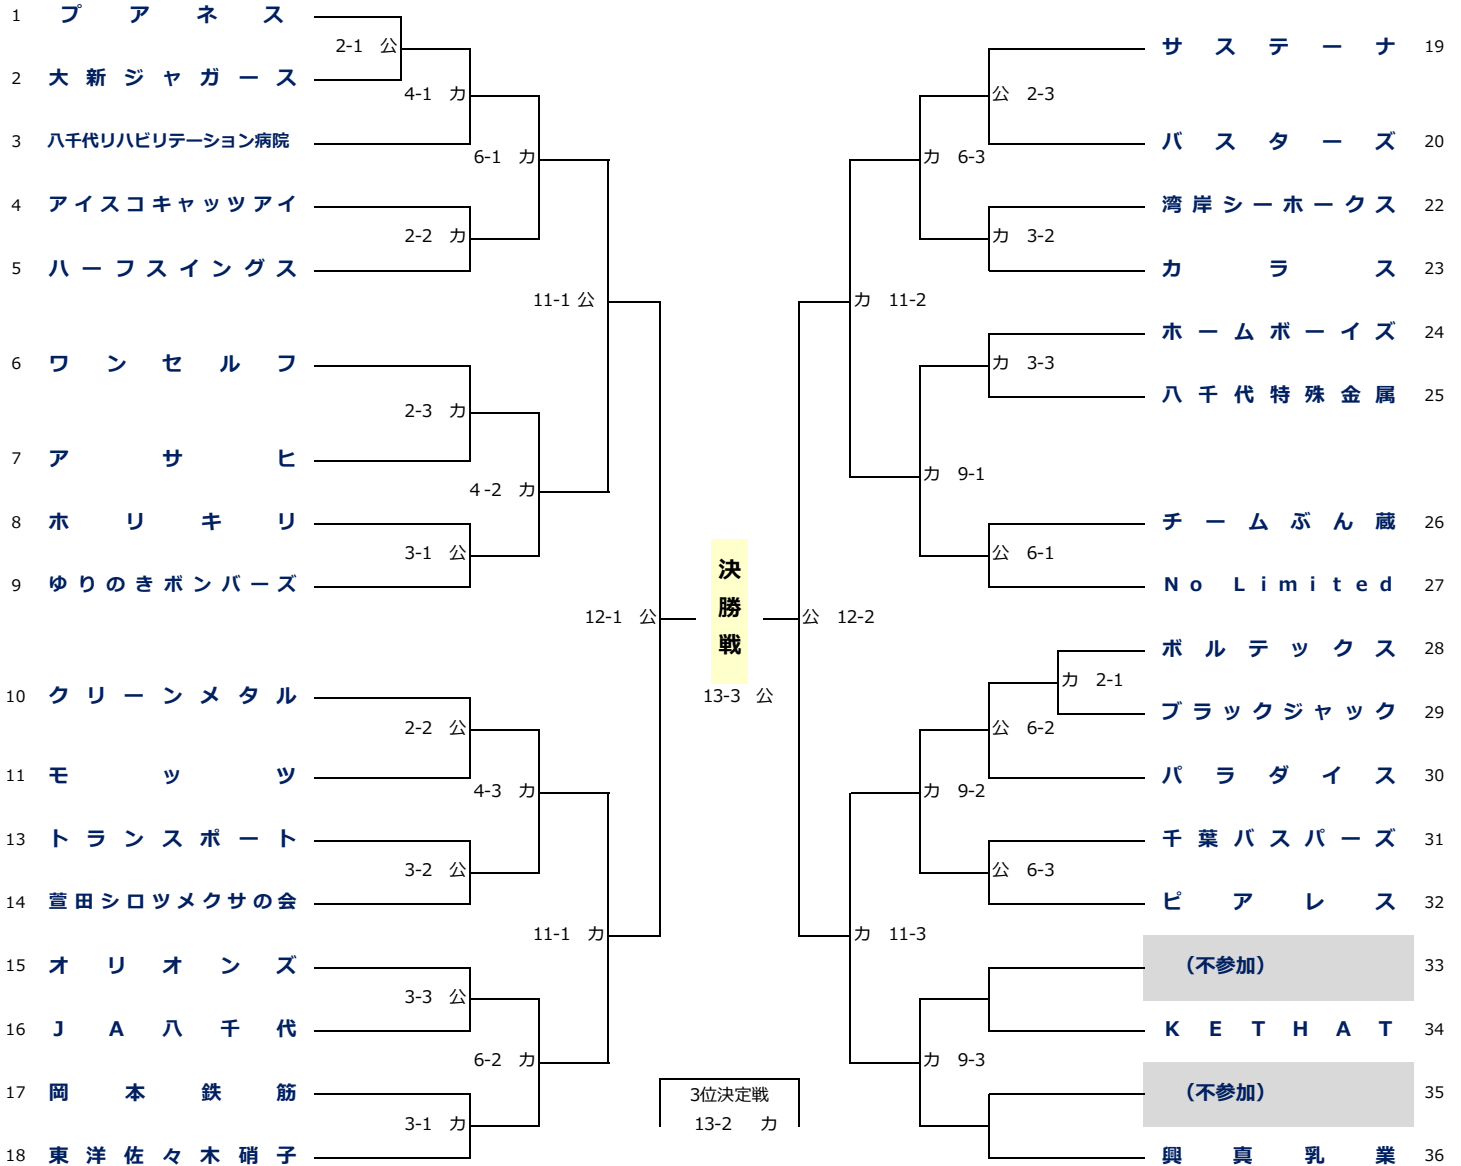 1 プアネス
2-1 公
2 大新ジャガース
4-1 カ
3 八千代リハビリテーション病院
6-1 カ
4 アイスコキャッツアイ
2-2 カ
5 ハーフスイングス
11-1 公
6 ワンセルフ
2-3 カ
7 アサヒ
4-2 カ
8 ホリキリ
3-1 公
9 ゆりのきボンバーズ
12-1 公
10 クリーンメタル
2-2 公
11 モッツ
4-3 カ
13 トランスポート
3-2 公
14 萱田シロツメクサの会
11-1 カ
15 オリオンズ
3-3 公
16 JA八千代
6-2 カ
17 岡本鉄筋
3-1 カ
18 東洋佐々木硝子
決勝戦
13-3 公
3位決定戦
13-2 カ
サステーナ 19
公 2-3
バスターズ 20
カ 6-3
湾岸シーホークス 22
カ 3-2
カラス 23
カ 11-2
ホームボーイズ 24
カ 3-3
八千代特殊金属 25
カ 9-1
チームぶん蔵 26
公 6-1
No Limited 27
公 12-2
ボルテックス 28
カ 2-1
ブラックジャック 29
公 6-2
パラダイス 30
カ 9-2
千葉バスパーズ 31
公 6-3
ピアレス 32
カ 11-3
（不参加） 33
KETHAT 34
カ 9-3
（不参加） 35
興真乳業 36